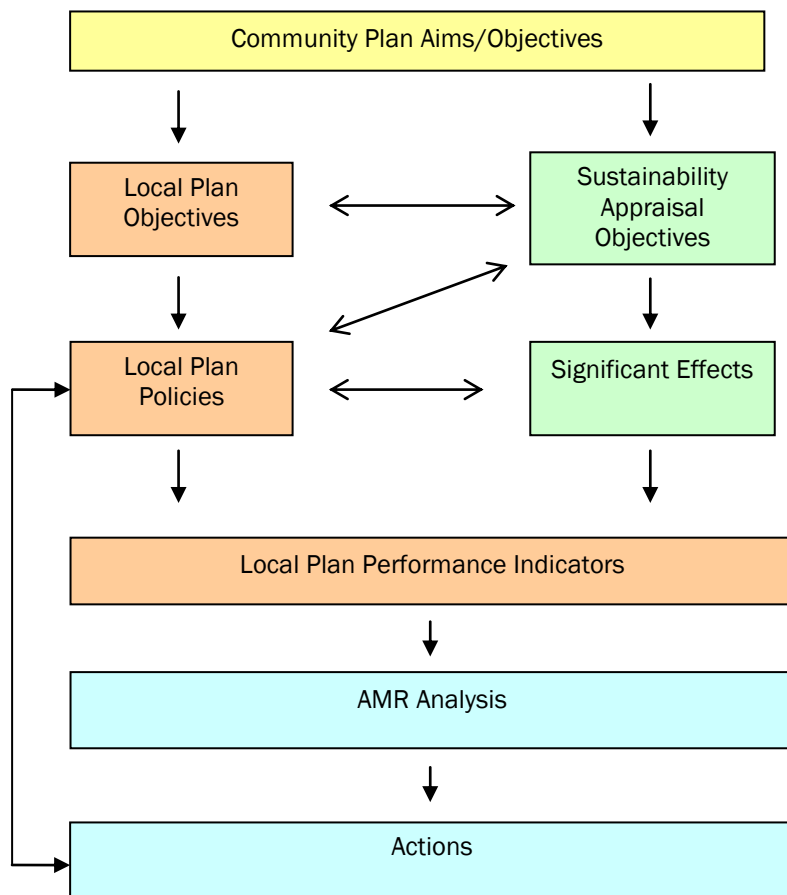 Community Plan Aims/Objectives
Local Plan
Objectives
Sustainability
Appraisal
Objectives
Local Plan
Policies
Significant Effects
Local Plan Performance Indicators
AMR Analysis
Actions